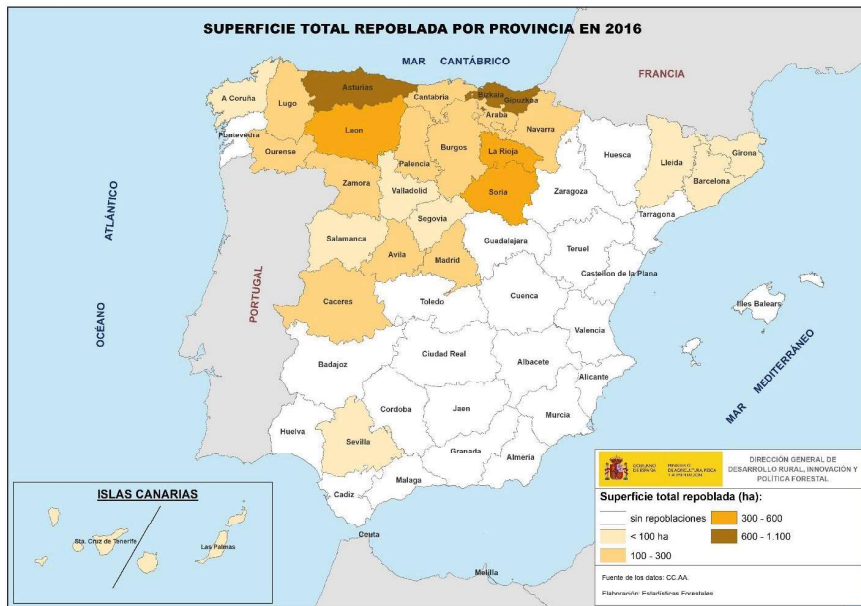 SUPERFICIE TOTAL REPOBLADA POR PROVINCIA EN 2016
MAR CANTÁBRICO
FRANCIA
A Coruña
Lugo
Asturias
Cantabria
Bizkaia
Gipuzkoa
Araba
Navarra
Pontevedra
Ourense
Leon
Palencia
Burgos
La Rioja
Huesca
Lleida
Girona
Barcelona
Zamora
Valladolid
Soria
Zaragoza
Tarragona
Segovia
Salamanca
Guadalajara
Teruel
Avila
Madrid
Castellon de la Plana
Caceres
Toledo
Cuenca
Illes Balears
Valencia
Badajoz
Ciudad Real
Albacete
Alicante
Cordoba
Jaen
Murcia
Huelva
Sevilla
Granada
Almeria
Malaga
Cadiz
Ceuta
Melilla
OCÉANO ATLÁNTICO
PORTUGAL
MAR MEDITERRÁNEO
ISLAS CANARIAS
Sta. Cruz de Tenerife
Las Palmas
GOBIERNO
DE ESPAÑA
DIRECCIÓN GENERAL DE
DESARROLLO RURAL, INNOVACIÓN Y
POLÍTICA FORESTAL
Superficie total repoblada (ha):
sin repoblaciones
< 100 ha
100 - 300
300 - 600
600 - 1.100
Fuente de los datos: CC.AA.
Elaboración: Estadísticas Forestales